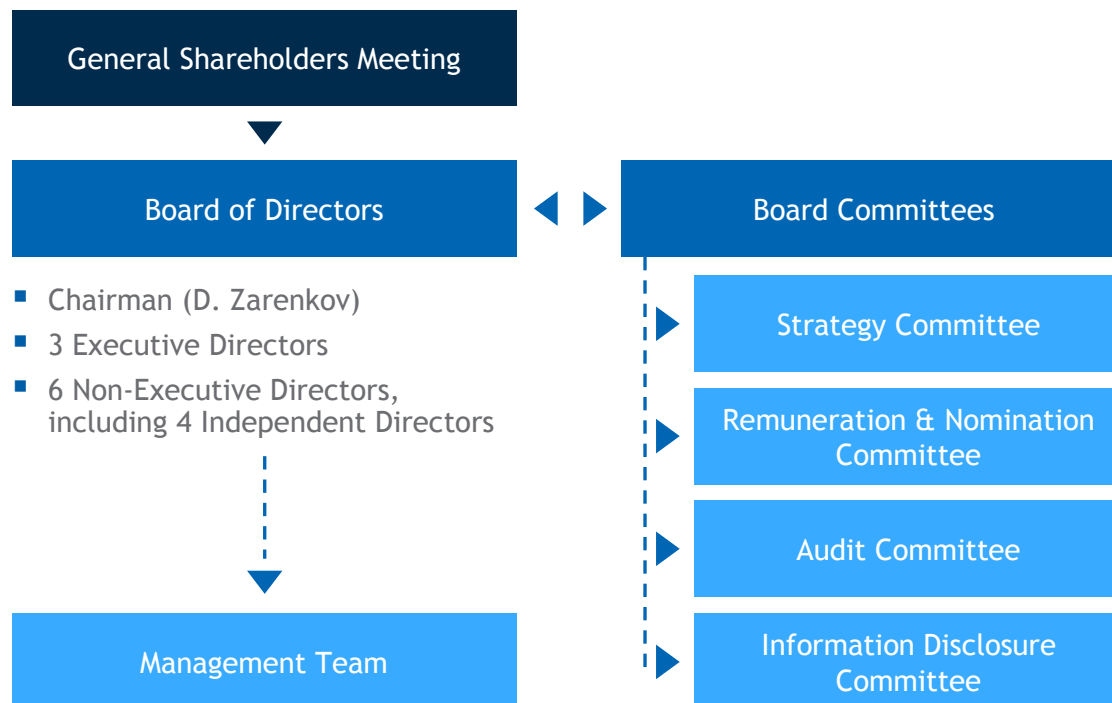 General Shareholders Meeting
Board of Directors
Board Committees
Chairman (D. Zarenkov)
3 Executive Directors
6 Non-Executive Directors,
including 4 Independent Directors
Management Team
Strategy Committee
Remuneration & Nomination
Committee
Audit Committee
Information Disclosure
Committee